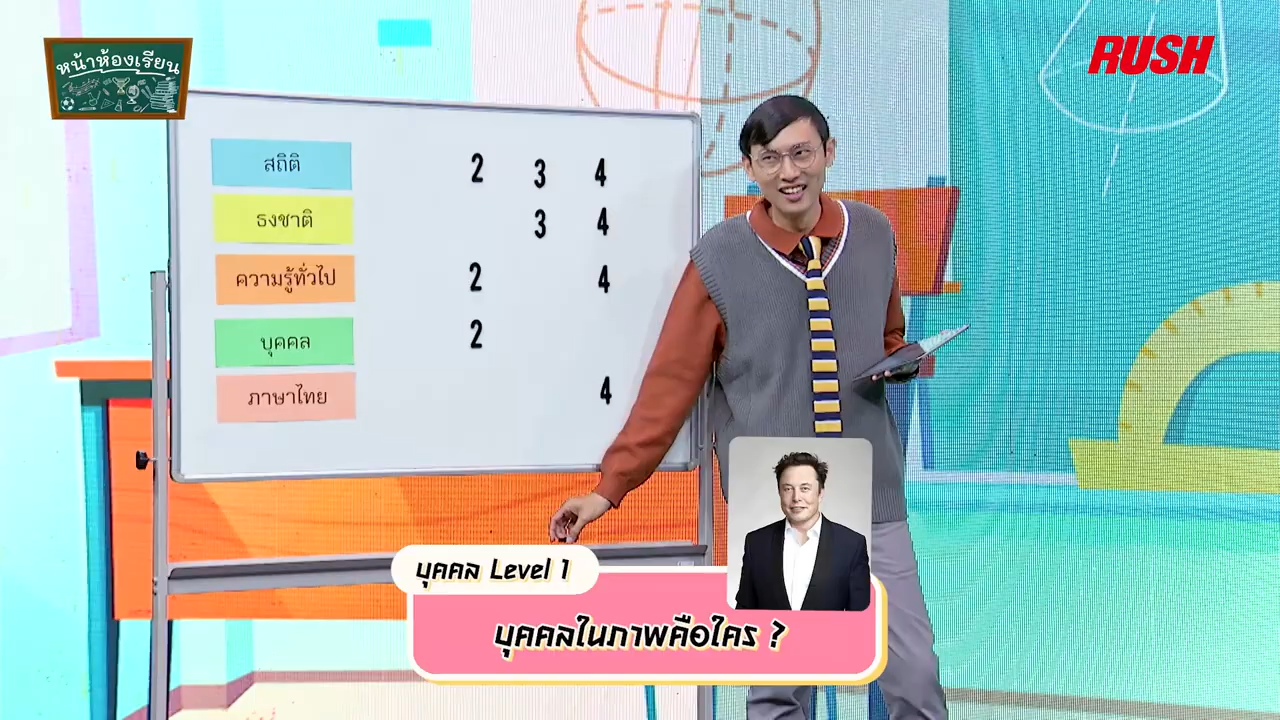 หน้าห้องเรียน
RUSH
สถิติ 2 3 4
ธงชาติ 3 4
ความรู้ทั่วไป 2 4
บุคคล 2
ภาษาไทย 4
บุคคล Level 1
บุคคลในภาพคือใคร ?